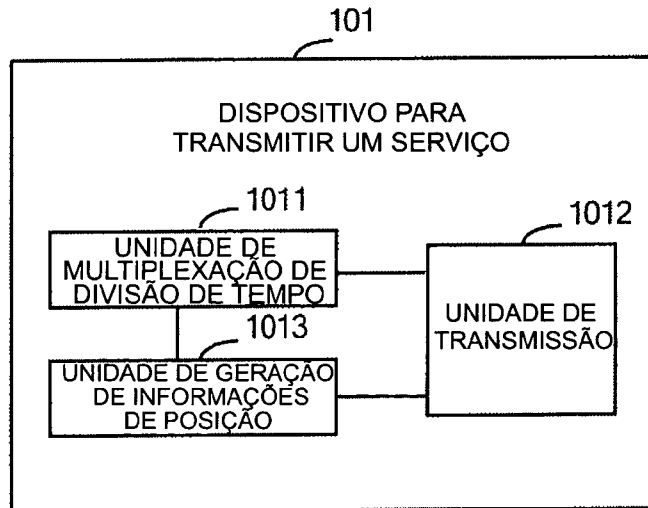 101
DISPOSITIVO PARA
TRANSMITIR UM SERVIÇO
1011
UNIDADE DE
MULTIPLEXAÇÃO DE
DIVISÃO DE TEMPO
1012
UNIDADE DE
TRANSMISSÃO
1013
UNIDADE DE GERAÇÃO
DE INFORMAÇÕES
DE POSIÇÃO